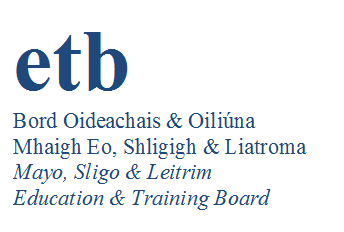 etb
Bord Oideachais & Oiliúna
Mhaigh Eo, Shligigh & Liatroma
Mayo, Sligo & Leitrim
Education & Training Board